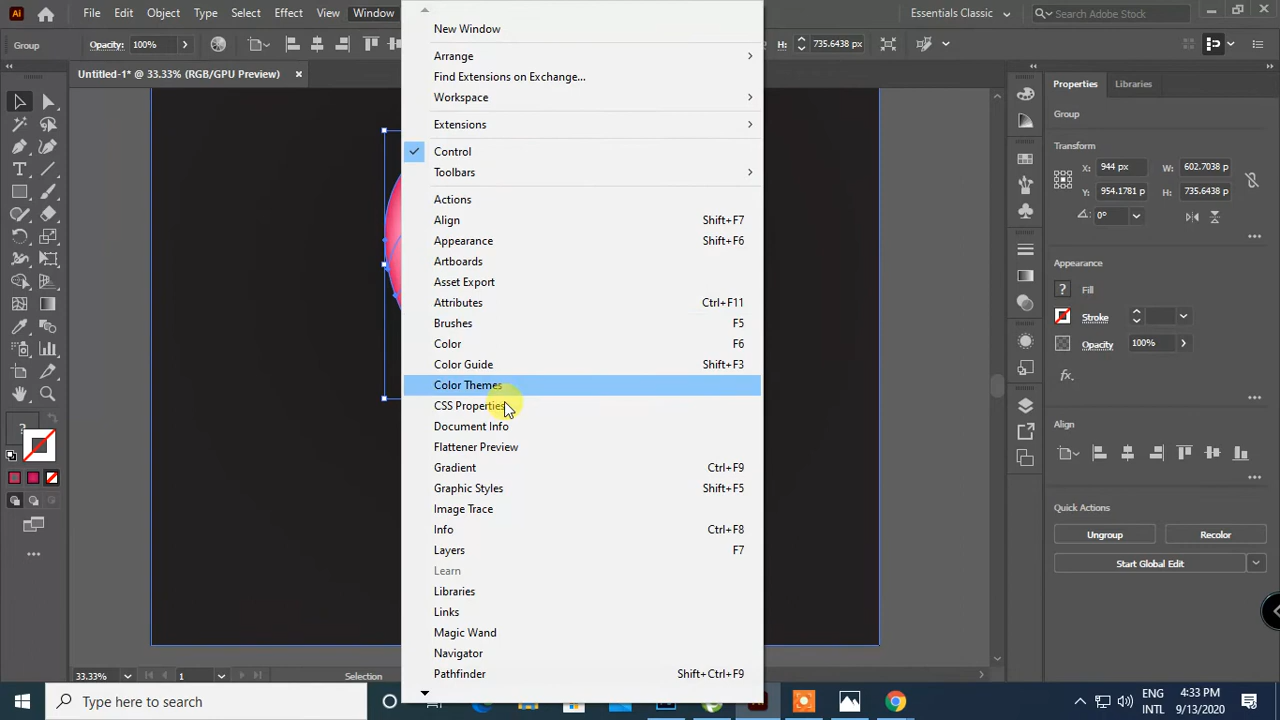 Ai File Edit Object Type Select Effect View Window Essentials Classic Search Adobe Stock
Group Opacity: 100% H: 735.6438 px
Untitled-1* @ 33.33% (RGB/GPU Preview)
New Window
Arrange
Find Extensions on Exchange...
Workspace
Extensions
Control
Toolbars
Actions
Align Shift+F7
Appearance Shift+F6
Artboards
Asset Export
Attributes Ctrl+F11
Brushes F5
Color F6
Color Guide Shift+F3
Color Themes
CSS Properties
Document Info
Flattener Preview
Gradient Ctrl+F9
Graphic Styles Shift+F5
Image Trace
Info Ctrl+F8
Layers F7
Learn
Libraries
Links
Magic Wand
Navigator
Pathfinder Shift+Ctrl+F9
Properties Libraries
Group
Transform
X: 944 px W: 602.7038 p
Y: 954.1781 p H: 735.6438 p
0°
Appearance
? Fill
Stroke
Opacity 100%
fx.
Align
Quick Actions
Ungroup Recolor
Start Global Edit
?
33.33% 1 Selection
Type here to search
ENG 4:33 PM
INTL 9/13/2020